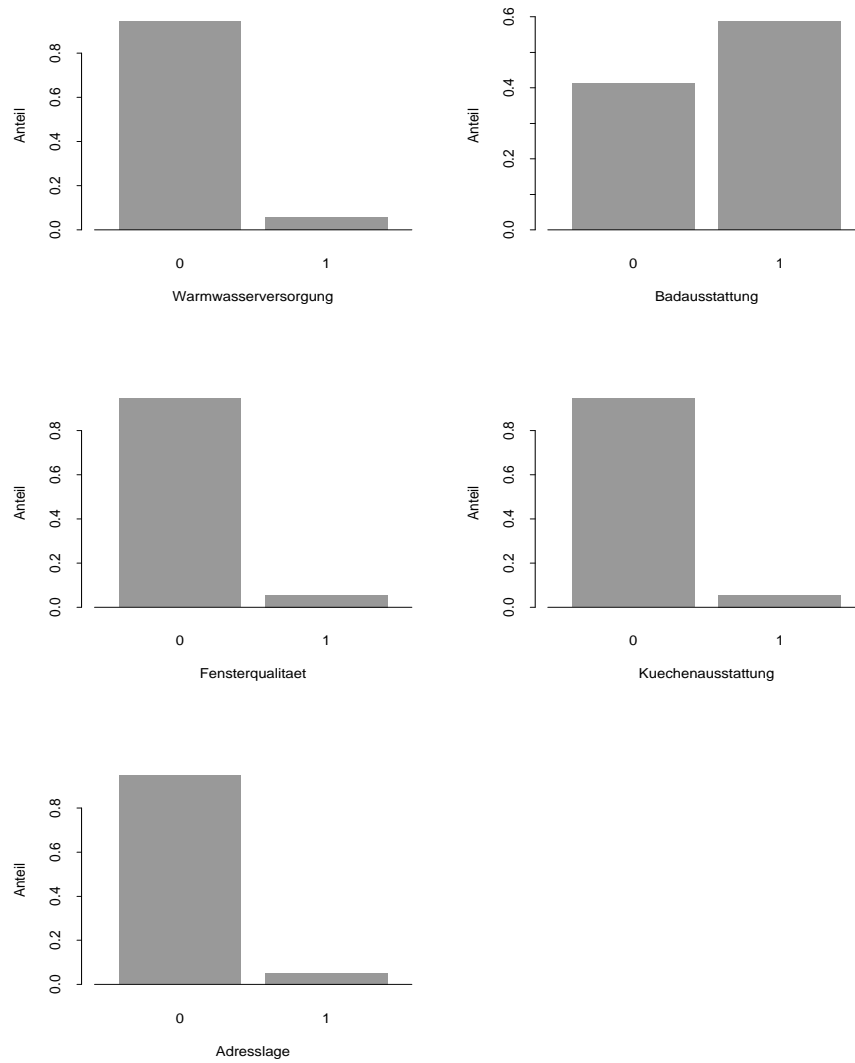 Anteil
0.0 0.2 0.4 0.6 0.8
0 1
Warmwasserversorgung
Anteil
0.0 0.2 0.4 0.6
0 1
Badausstattung
Anteil
0.0 0.2 0.4 0.6 0.8
0 1
Fensterqualitaet
Anteil
0.0 0.2 0.4 0.6 0.8
0 1
Kuechenausstattung
Anteil
0.0 0.2 0.4 0.6 0.8
0 1
Adresslage